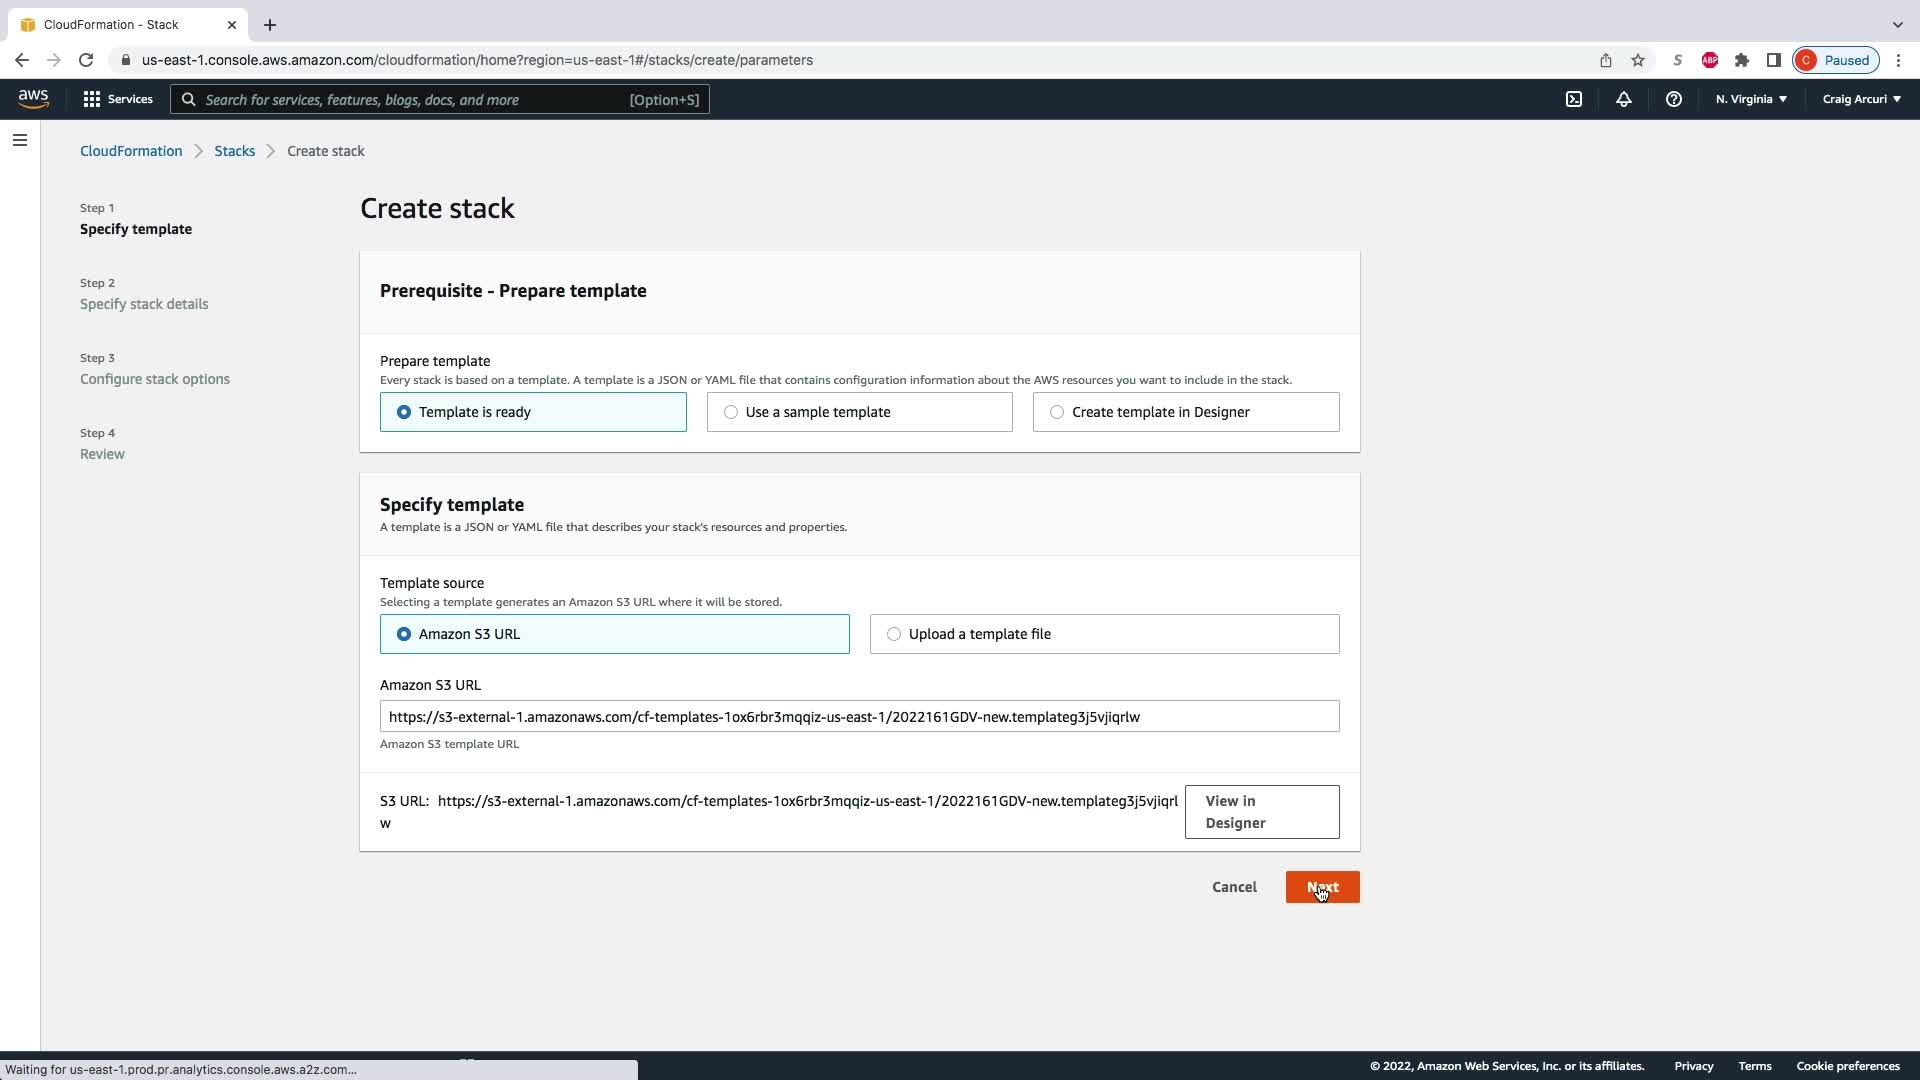 CloudFormation - Stack
us-east-1.console.aws.amazon.com/cloudformation/home?region=us-east-1#/stacks/create/parameters
S
ABP
C Paused
aws
Services
Search for services, features, blogs, docs, and more [Option+S]
N. Virginia
Craig Arcuri
CloudFormation
Stacks
Create stack
Step 1
Specify template
Step 2
Specify stack details
Step 3
Configure stack options
Step 4
Review
Create stack
Prerequisite - Prepare template
Prepare template
Every stack is based on a template. A template is a JSON or YAML file that contains configuration information about the AWS resources you want to include in the stack.
Template is ready
Use a sample template
Create template in Designer
Specify template
A template is a JSON or YAML file that describes your stack's resources and properties.
Template source
Selecting a template generates an Amazon S3 URL where it will be stored.
Amazon S3 URL
Upload a template file
Amazon S3 URL
https://s3-external-1.amazonaws.com/cf-templates-1ox6rbr3mqqiz-us-east-1/2022161GDV-new.templateg3j5vjiqrlw
Amazon S3 template URL
S3 URL: https://s3-external-1.amazonaws.com/cf-templates-1ox6rbr3mqqiz-us-east-1/2022161GDV-new.templateg3j5vjiqrl
w
View in
Designer
Cancel
Next
Waiting for us-east-1.prod.pr.analytics.console.aws.a2z.com...
© 2022, Amazon Web Services, Inc. or its affiliates.
Privacy
Terms
Cookie preferences